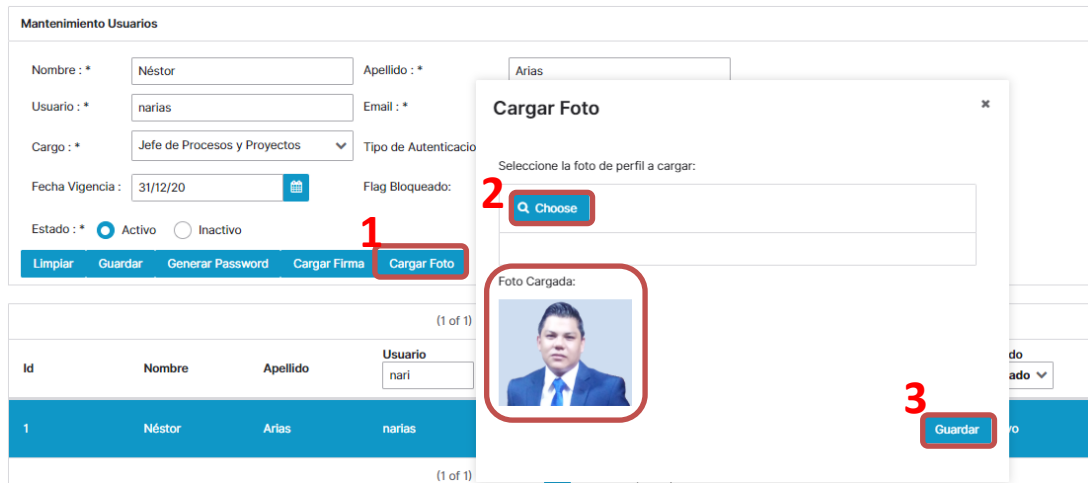 Mantenimiento Usuarios
Nombre : *
Néstor
Apellido : *
Arias
Usuario : *
narias
Email : *
Cargo : *
Jefe de Procesos y Proyectos
Tipo de Autenticacio
Fecha Vigencia :
31/12/20
Flag Bloqueado:
Estado : *
Activo
Inactivo
1
Limpiar
Guardar
Generar Password
Cargar Firma
Cargar Foto
Cargar Foto
×
Seleccione la foto de perfil a cargar:
2
Choose
Foto Cargada:
3
Guardar
(1 of 1)
Id
Nombre
Apellido
Usuario
nari
do
ado
1
Néstor
Arias
narias
vo
(1 of 1)